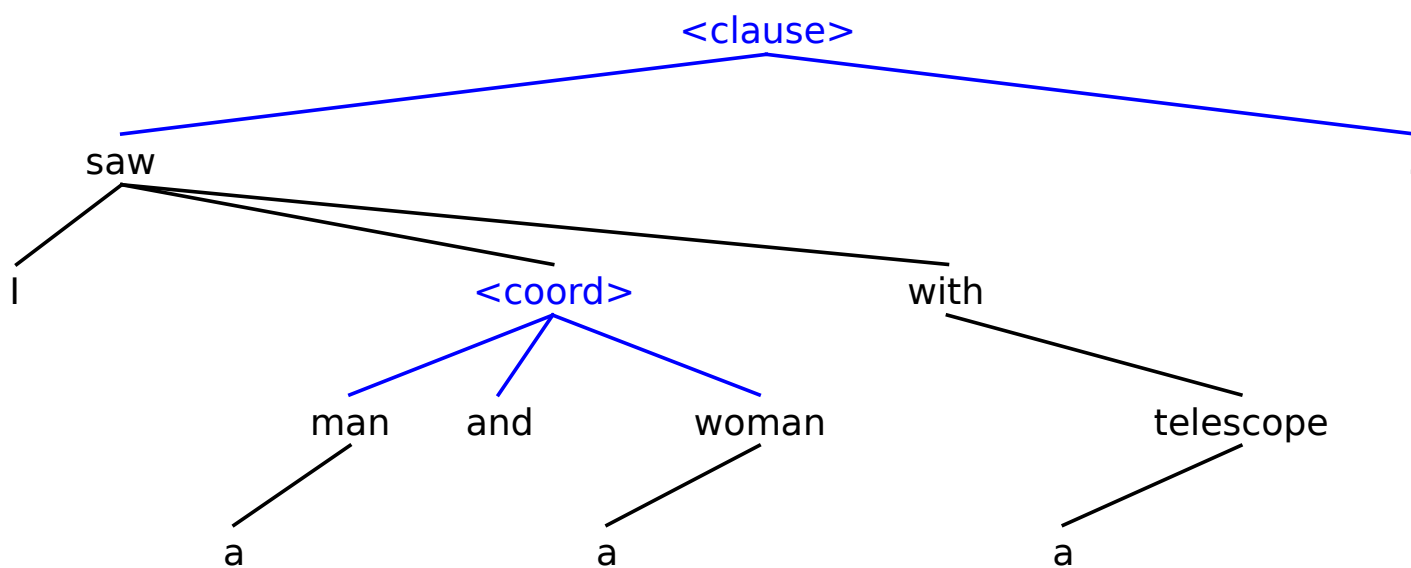 <clause>
saw
I <coord> with
man and woman telescope
a a a